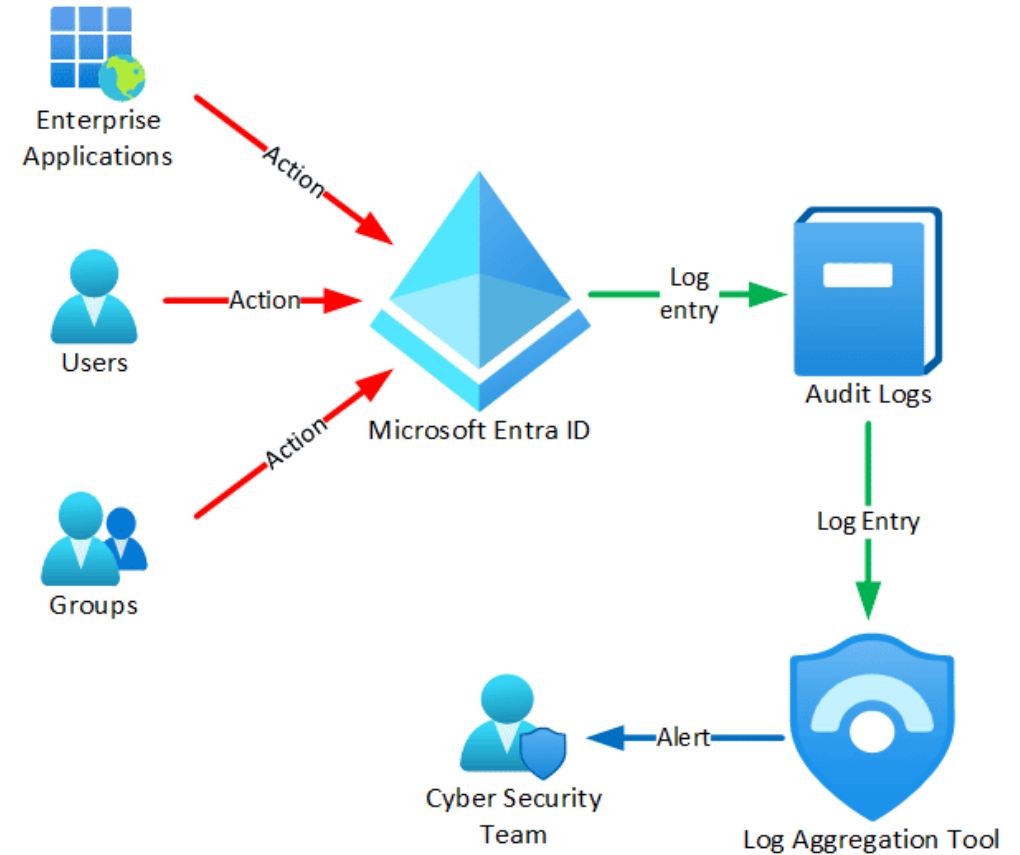 Enterprise
Applications
Action
Users
Action
Groups
Action
Microsoft Entra ID
Log
entry
Audit Logs
Log Entry
Log Aggregation Tool
Alert
Cyber Security
Team